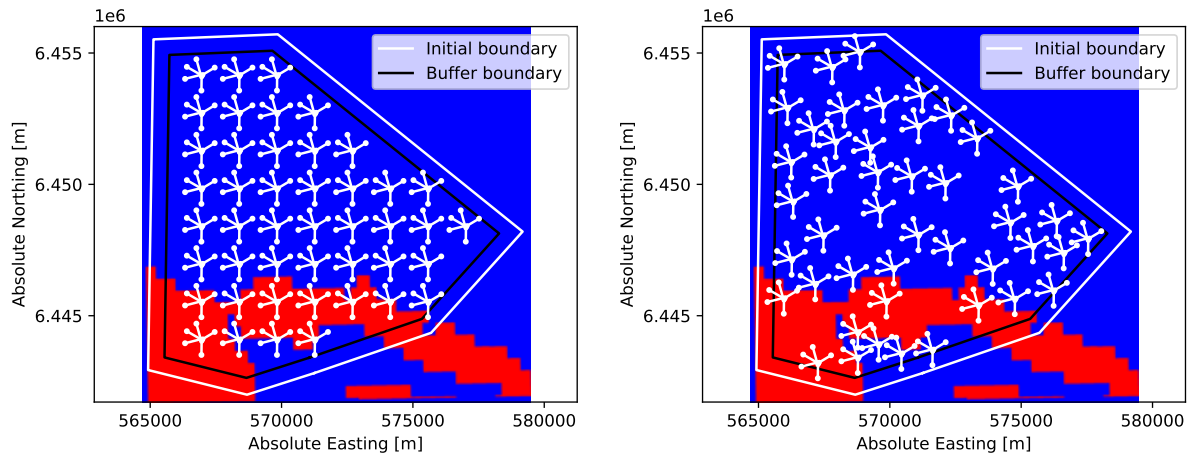 1e6
Initial boundary
Buffer boundary
6.455
6.450
6.445
Absolute Northing [m]
565000 570000 575000 580000
Absolute Easting [m]
1e6
Initial boundary
Buffer boundary
6.455
6.450
6.445
Absolute Northing [m]
565000 570000 575000 580000
Absolute Easting [m]